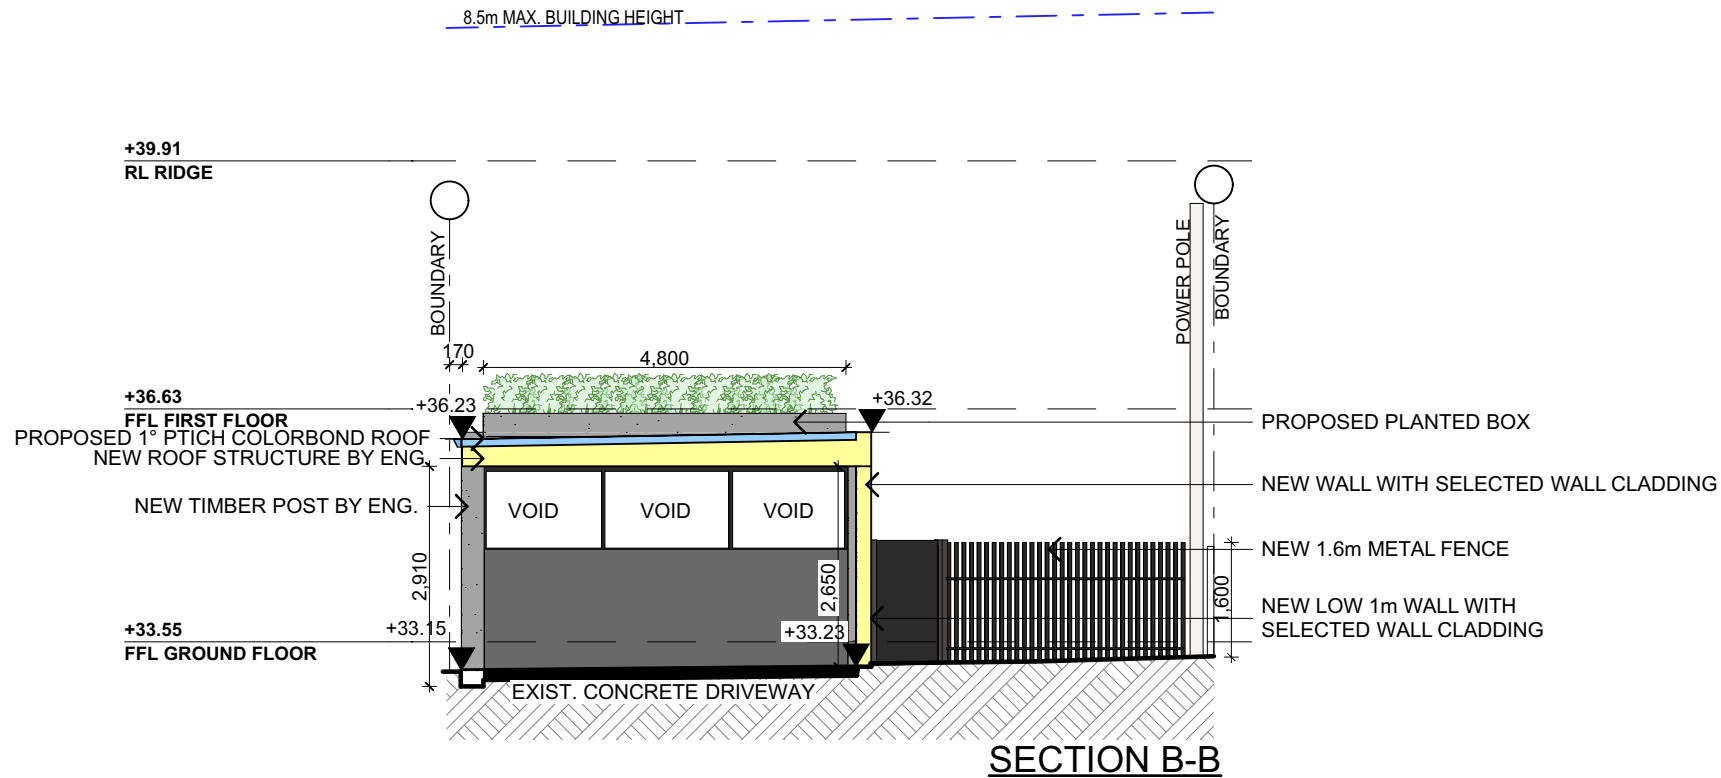 8.5m MAX. BUILDING HEIGHT
+39.91
RL RIDGE
BOUNDARY
POWER POLE
BOUNDARY
170
4,800
+36.63
FFL FIRST FLOOR
+36.23
+36.32
PROPOSED 1° PTICH COLORBOND ROOF
NEW ROOF STRUCTURE BY ENG.
NEW TIMBER POST BY ENG.
PROPOSED PLANTED BOX
NEW WALL WITH SELECTED WALL CLADDING
VOID
VOID
VOID
NEW 1.6m METAL FENCE
2,910
2,650
1,600
NEW LOW 1m WALL WITH
SELECTED WALL CLADDING
+33.55
FFL GROUND FLOOR
+33.15
+33.23
EXIST. CONCRETE DRIVEWAY
SECTION B-B